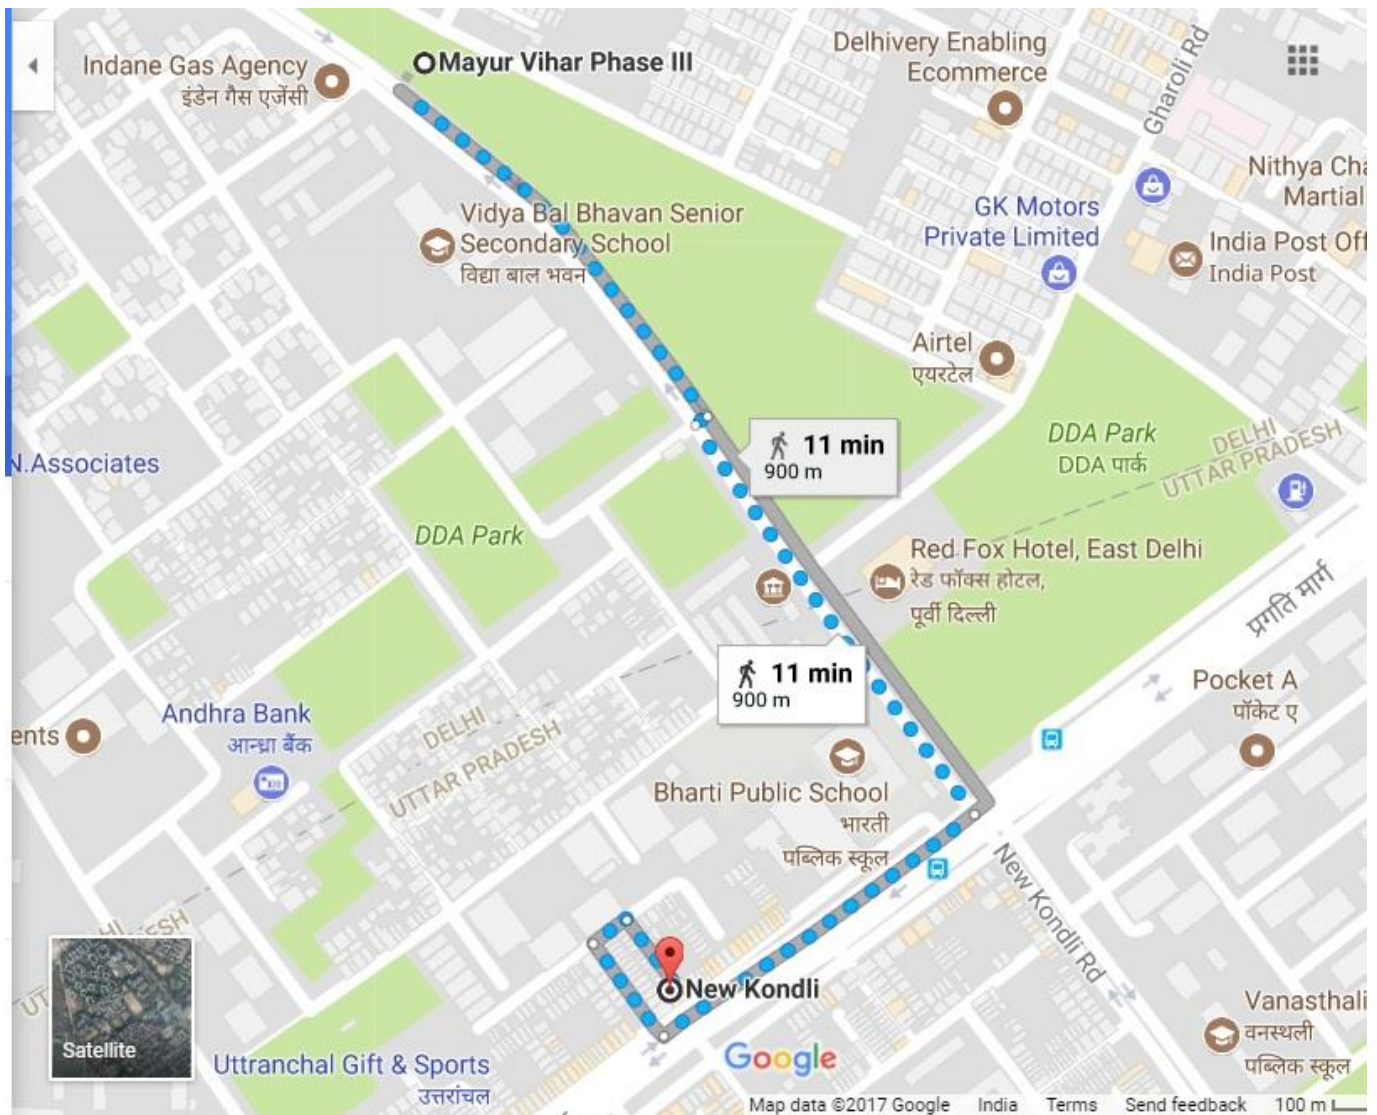 Indane Gas Agency
इंडेन गैस एजेंसी
Mayur Vihar Phase III
Delhivery Enabling
Ecommerce
Gharoli Rd
Nithya Cha
Martial
GK Motors
Private Limited
India Post Off
India Post
Vidya Bal Bhavan Senior
Secondary School
विद्या बाल भवन
Airtel
एयरटेल
11 min
900 m
DDA Park
DDA पार्क
DELHI
UTTAR PRADESH
N.Associates
DDA Park
Red Fox Hotel, East Delhi
रेड फॉक्स होटल,
पूर्वी दिल्ली
प्रगति मार्ग
11 min
900 m
Pocket A
पॉकेट ए
Andhra Bank
आन्ध्रा बैंक
ents
DELHI
UTTAR PRADESH
Bharti Public School
भारती
पब्लिक स्कूल
New Kondli Rd
New Kondli
Satellite
Uttranchal Gift & Sports
उत्तरांचल
Vanasthali
वनस्थली
पब्लिक स्कूल
Google
Map data ©2017 Google India Terms Send feedback 100 m